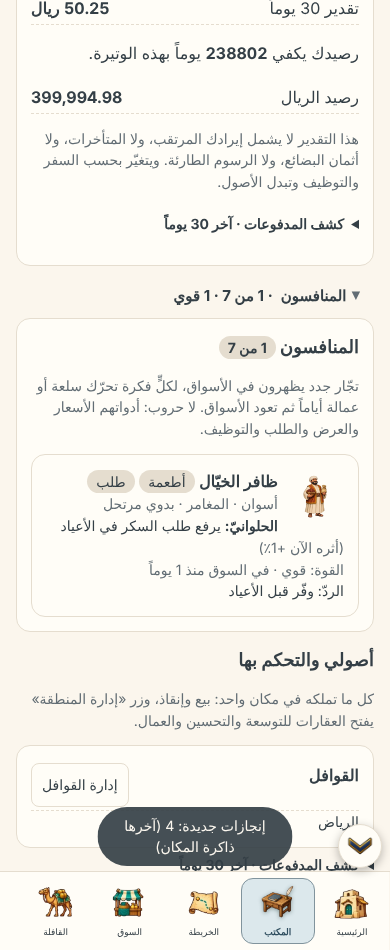 تقدير 30 يوماً 50.25 ريال
رصيدك يكفي 238802 يوماً بهذه الوتيرة.
رصيد الريال 399,994.98
هذا التقدير لا يشمل إيرادك المرتقب، ولا المتأخرات، ولا
أثمان البضائع، ولا الرسوم الطارئة. ويتغيّر بحسب السفر
والتوظيف وتبدل الأصول.
◀ كشف المدفوعات · آخر 30 يوماً
▼ المنافسون · 1 من 7 · 1 قوي
المنافسون 1 من 7
تجّار جدد يظهرون في الأسواق، لكلٍّ فكرة تحرّك سلعة أو
عمالة أياماً ثم تعود الأسواق. لا حروب: أدواتهم الأسعار
والعرض والطلب والتوظيف.
ظافر الخيّال أطعمة طلب
أسوان · المغامر · بدوي مرتحل
الحلوانيّ: يرفع طلب السكر في الأعياد
(أثره الآن +1٪)
القوة: قوي · في السوق منذ 1 يوماً
الردّ: وفّر قبل الأعياد
أصولي والتحكم بها
كل ما تملكه في مكان واحد: بيع وإنقاذ، وزر «إدارة المنطقة»
يفتح العقارات للتوسعة والتحسين والعمال.
القوافل إدارة القوافل
الرياض
إنجازات جديدة: 4 (آخرها
ذاكرة المكان)
كشف المدفوعات · آخر 30 يوماً
الرئيسية المكتب الخريطة السوق القافلة